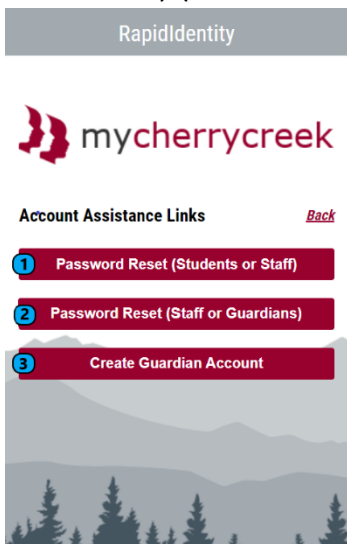 RapidIdentity
mycherrycreek
Account Assistance Links Back
1 Password Reset (Students or Staff)
2 Password Reset (Staff or Guardians)
3 Create Guardian Account